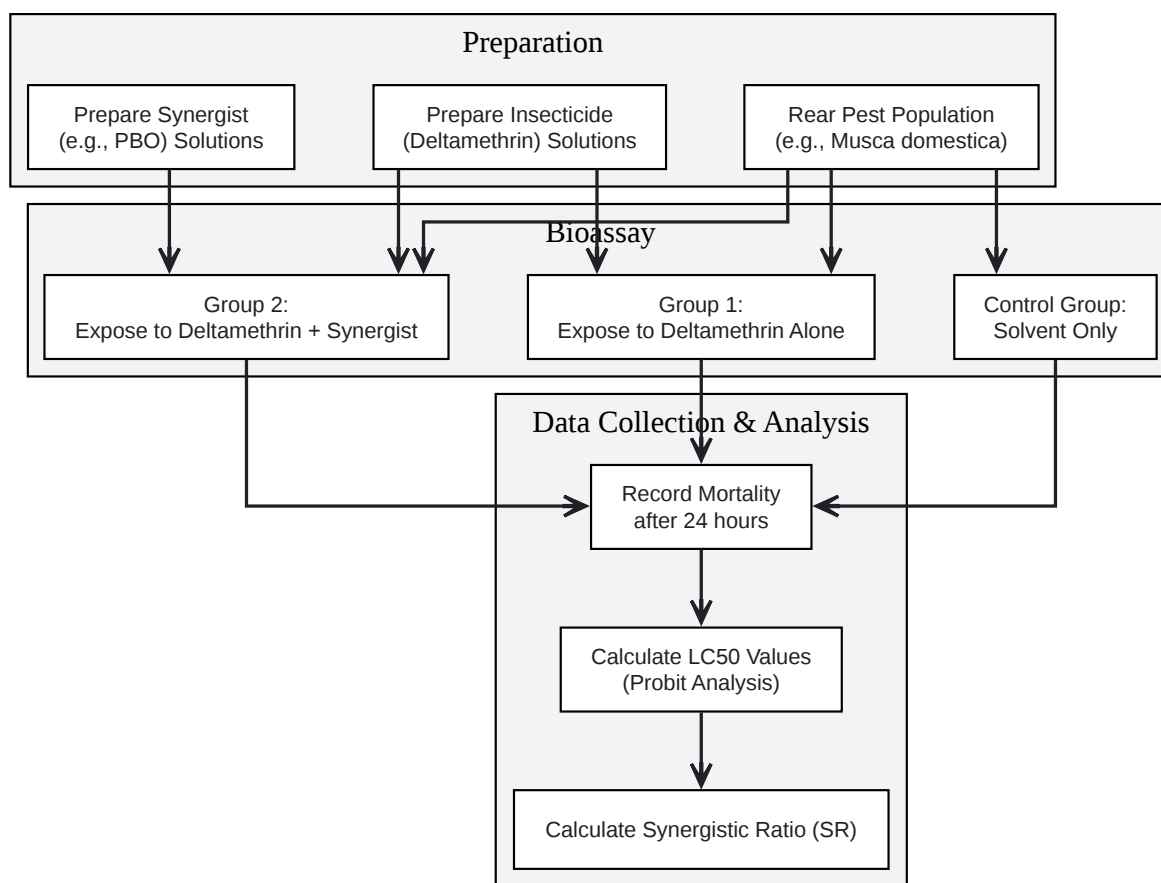 Preparation
Prepare Synergist
(e.g., PBO) Solutions
Prepare Insecticide
(Deltamethrin) Solutions
Rear Pest Population
(e.g., Musca domestica)
Bioassay
Group 2:
Expose to Deltamethrin + Synergist
Group 1:
Expose to Deltamethrin Alone
Control Group:
Solvent Only
Data Collection & Analysis
Record Mortality
after 24 hours
Calculate LC50 Values
(Probit Analysis)
Calculate Synergistic Ratio (SR)